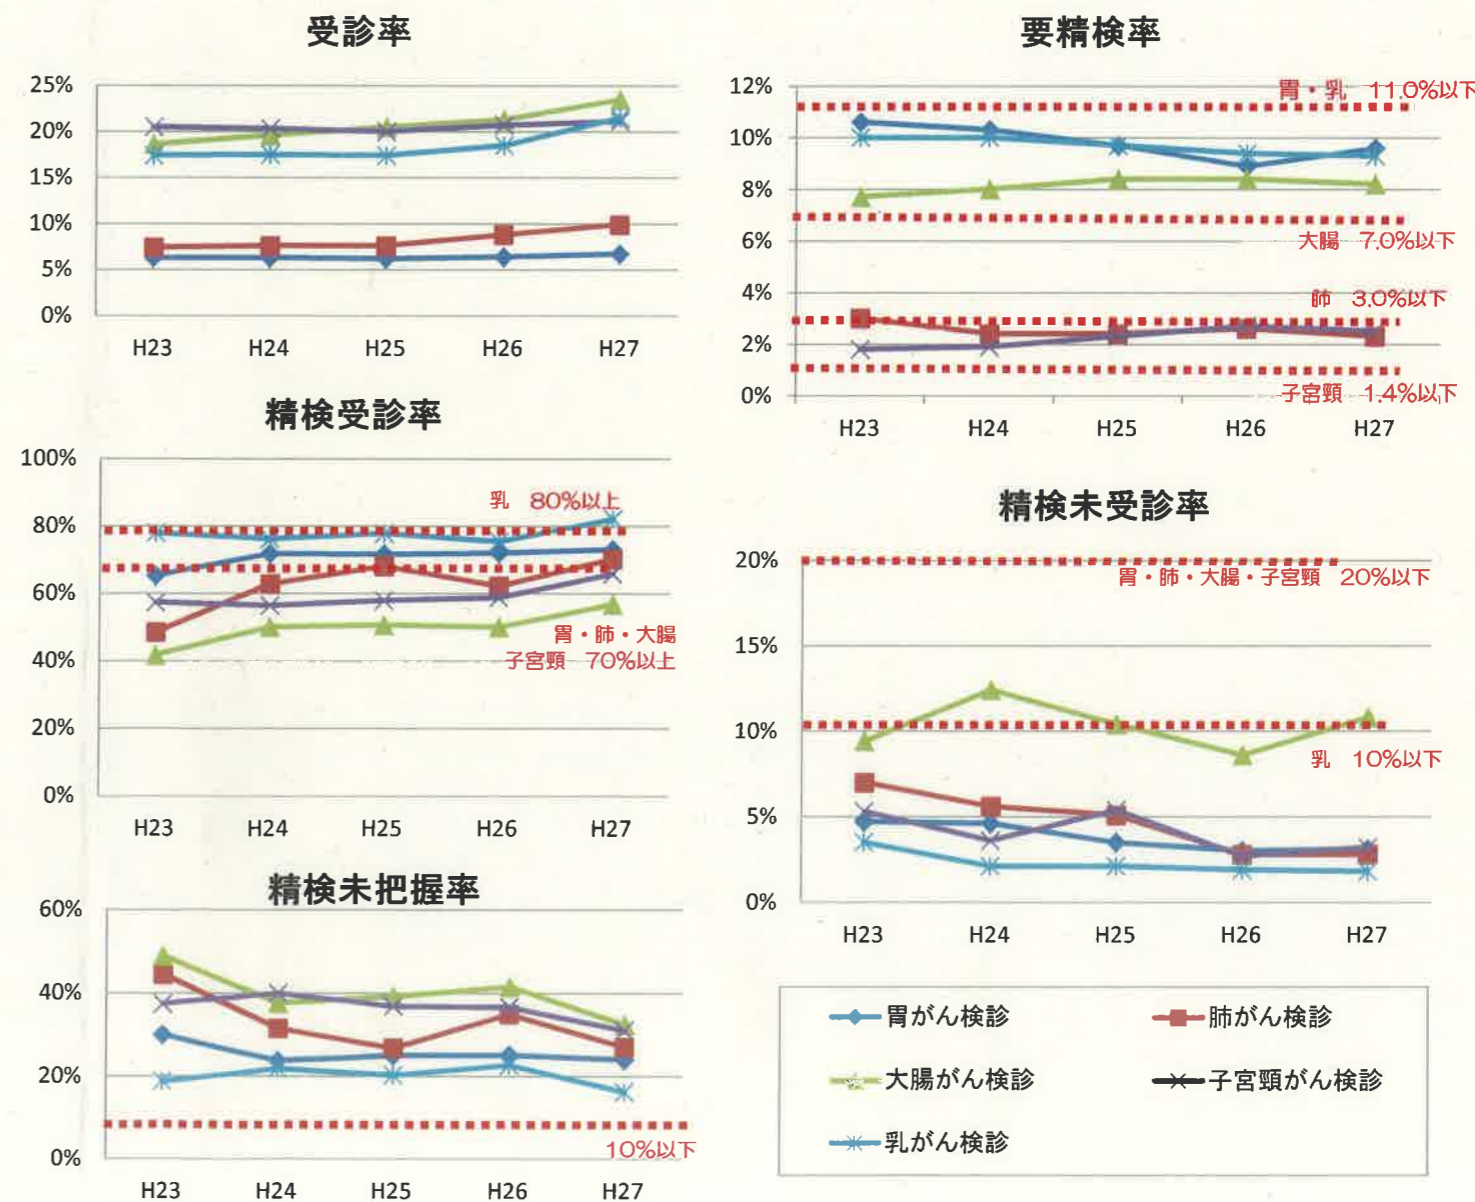 受診率
25%
20%
15%
10%
5%
0%
H23 H24 H25 H26 H27
要精検率
12%
10%
8%
6%
4%
2%
0%
胃・乳 11.0%以下
大腸 7.0%以下
肺 3.0%以下
子宮頸 1.4%以下
H23 H24 H25 H26 H27
精検受診率
100%
80%
60%
40%
20%
0%
乳 80%以上
胃・肺・大腸
子宮頸 70%以上
H23 H24 H25 H26 H27
精検未受診率
20%
15%
10%
5%
0%
胃・肺・大腸・子宮頸 20%以下
乳 10%以下
H23 H24 H25 H26 H27
精検未把握率
60%
40%
20%
0%
10%以下
H23 H24 H25 H26 H27
胃がん検診 肺がん検診
大腸がん検診 子宮頸がん検診
乳がん検診